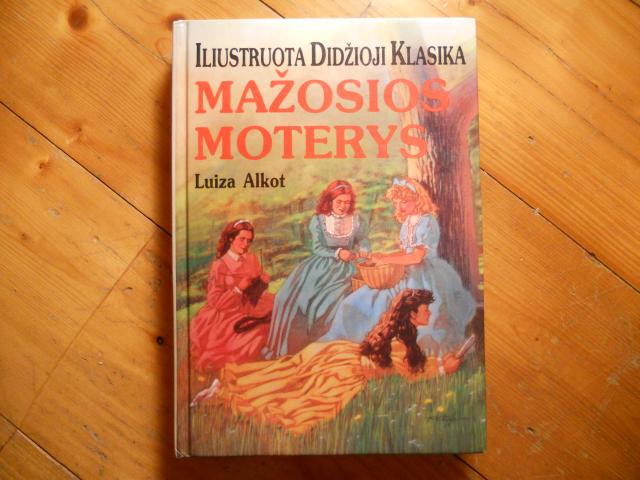 Iliustruota Didžioji Klasika
MAŽOSIOS
MOTERYS
Luiza Alkot